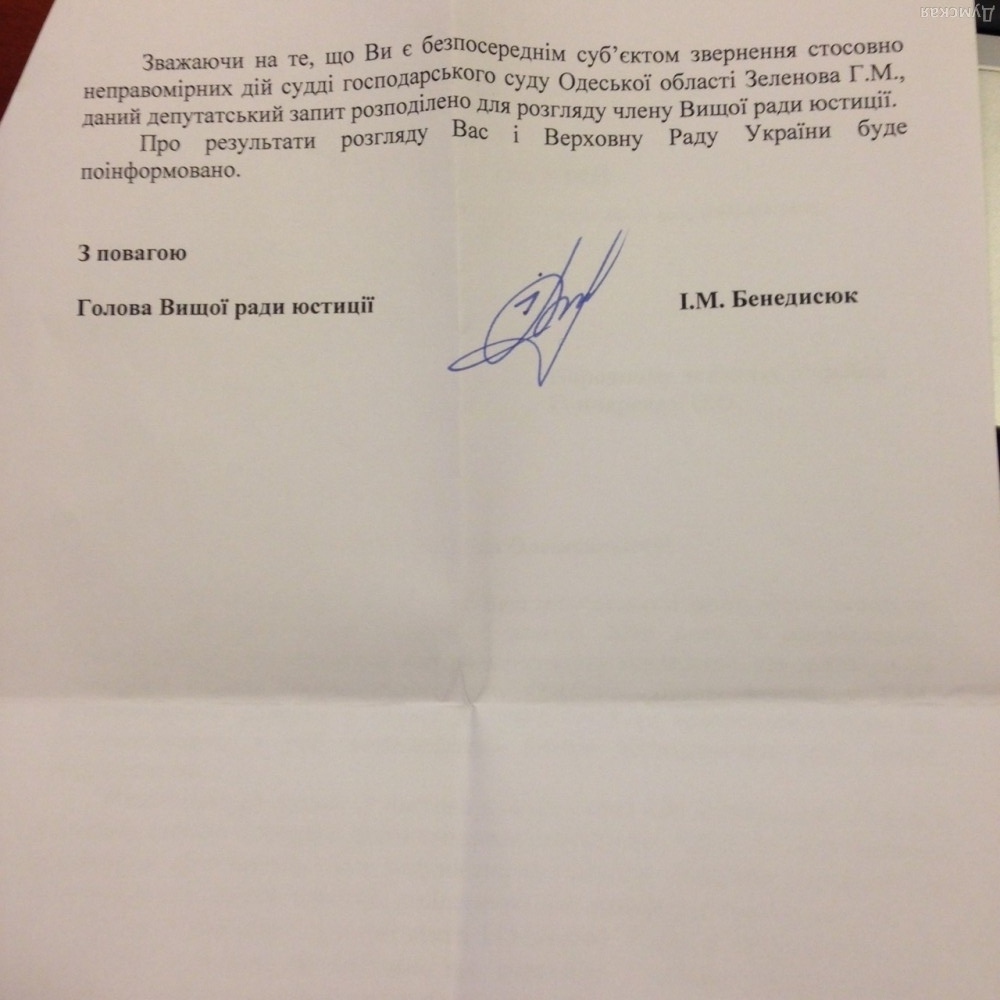 Думская
Зважаючи на те, що Ви є безпосереднім суб’єктом звернення стосовно
неправомірних дій судді господарського суду Одеської області Зеленова Г.М.,
даний депутатський запит розподілено для розгляду члену Вищої ради юстиції.
Про результати розгляду Вас і Верховну Раду України буде
поінформовано.
З повагою
Голова Вищої ради юстиції
І.М. Бенедисюк